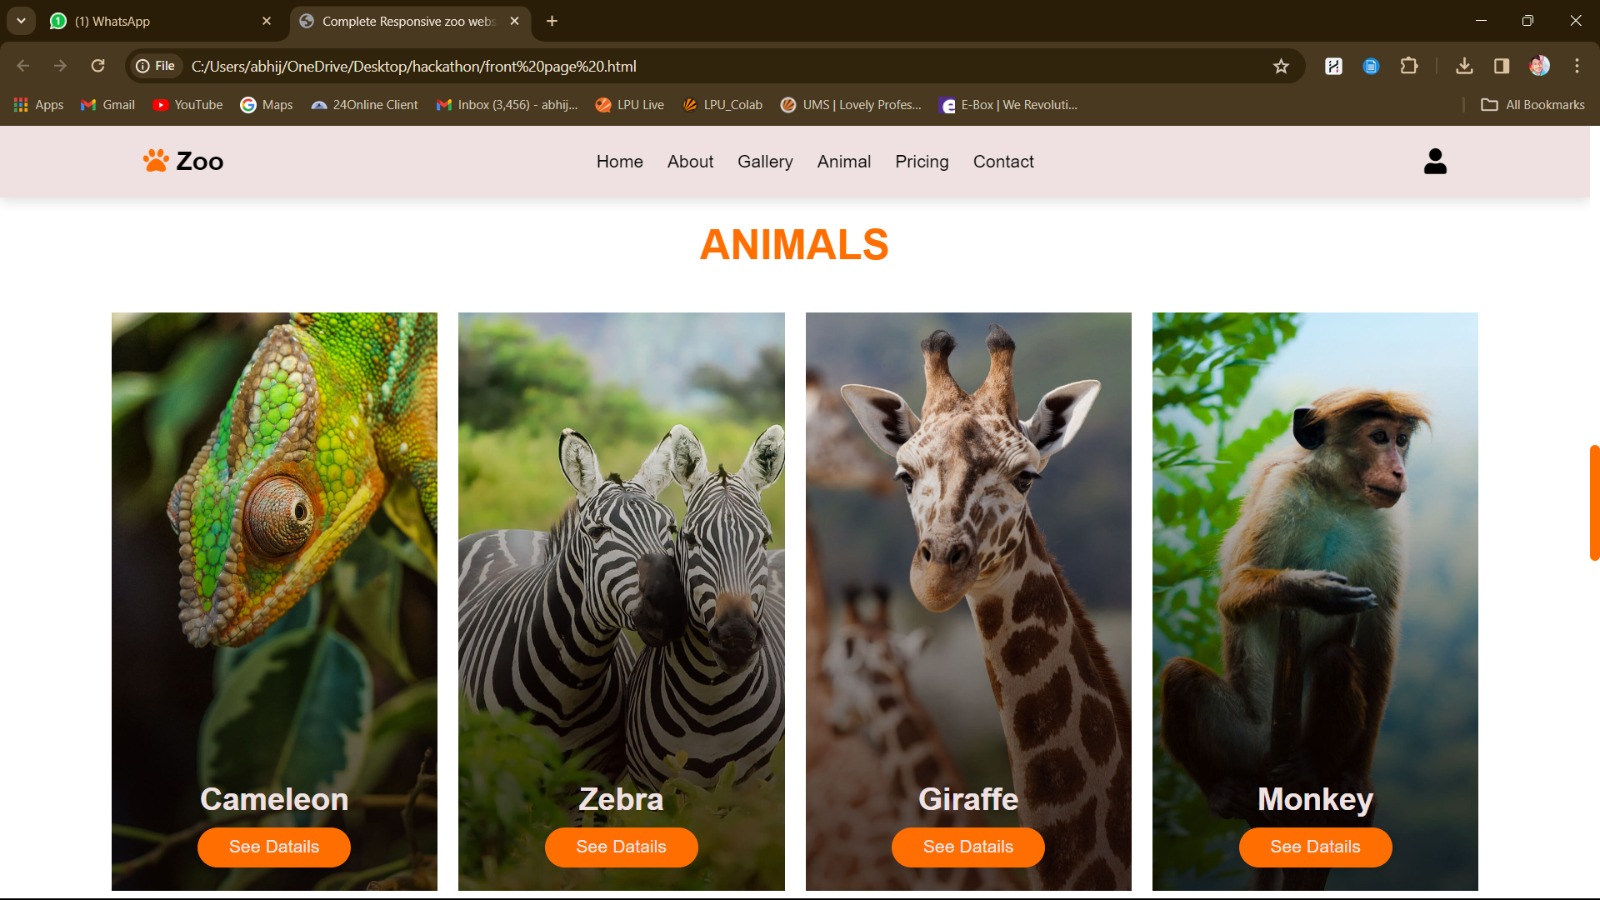 (1) WhatsApp
Complete Responsive zoo webs
File C:/Users/abhij/OneDrive/Desktop/hackathon/front%20page%20.html
Apps Gmail YouTube Maps 24Online Client Inbox (3,456) - abhij... LPU Live LPU_Colab UMS | Lovely Profes... E-Box | We Revoluti... All Bookmarks
Zoo Home About Gallery Animal Pricing Contact
ANIMALS
Cameleon Zebra Giraffe Monkey
See Datails See Datails See Datails See Datails